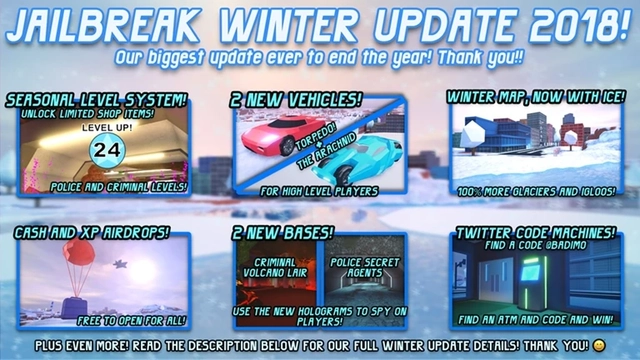 JAILBREAK WINTER UPDATE 2018!
Our biggest update ever to end the year! Thank you!!
SEASONAL LEVEL SYSTEM!
UNLOCK LIMITED SHOP ITEMS!
LEVEL UP!
24
POLICE AND CRIMINAL LEVELS!
2 NEW VEHICLES!
TORPEDO!
+
THE ARACHNID
FOR HIGH LEVEL PLAYERS
WINTER MAP, NOW WITH ICE!
100% MORE GLACIERS AND IGLOOS!
CASH AND XP AIRDROPS!
FREE TO OPEN FOR ALL!
2 NEW BASES!
CRIMINAL
VOLCANO LAIR
POLICE SECRET
AGENTS
USE THE NEW HOLOGRAMS TO SPY ON
PLAYERS!
TWITTER CODE MACHINES!
FIND A CODE @BADIMO
FIND AN ATM AND CODE AND WIN!
PLUS EVEN MORE! READ THE DESCRIPTION BELOW FOR OUR FULL WINTER UPDATE DETAILS! THANK YOU! 😄